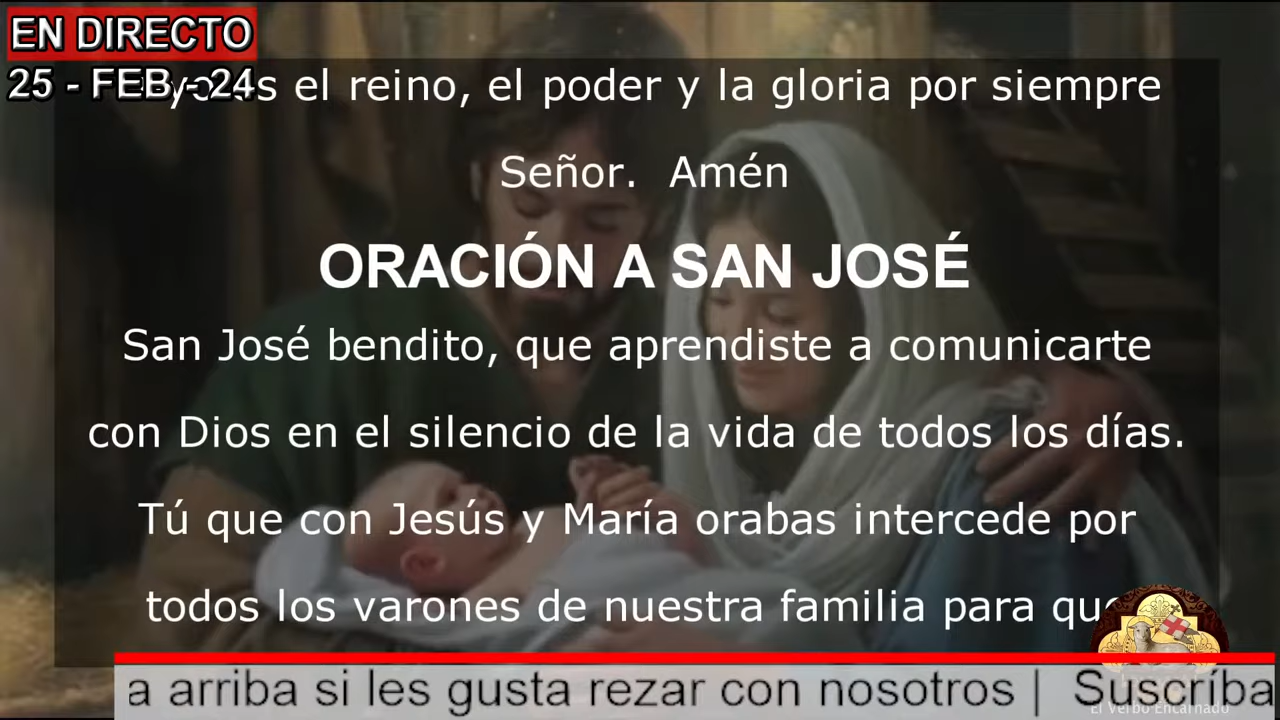 EN DIRECTO
25 - FEB - 24
el reino, el poder y la gloria por siempre
Señor. Amén
ORACIÓN A SAN JOSÉ
San José bendito, que aprendiste a comunicarte
con Dios en el silencio de la vida de todos los días.
Tú que con Jesús y María orabas intercede por
todos los varones de nuestra familia para que
a arriba si les gusta rezar con nosotros | Suscríba
El Verbo Encarnado